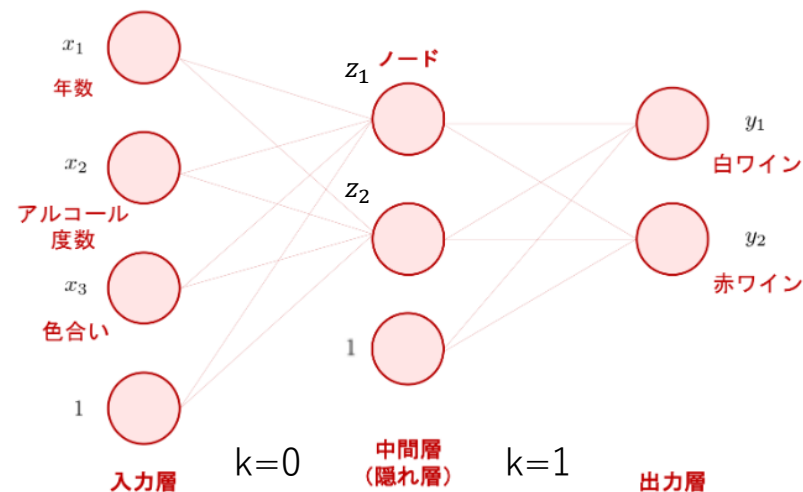 x₁
年数
x₂
アルコール
度数
x₃
色合い
1
入力層
k=0
z₁
ノード
z₂
1
中間層
(隠れ層)
k=1
y₁
白ワイン
y₂
赤ワイン
出力層